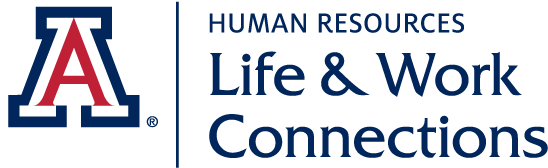 A®
HUMAN RESOURCES
Life & Work
Connections